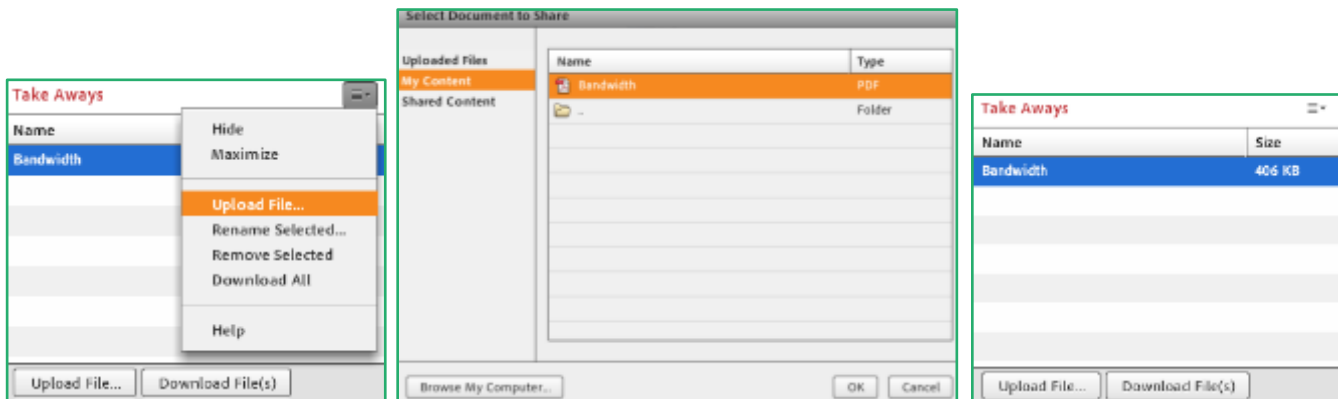 Take Aways
Name
Bandwidth
Hide
Maximize
Upload File...
Rename Selected...
Remove Selected
Download All
Help
Upload File... Download File(s)
Select Document to Share
Uploaded Files
My Content
Shared Content
Name Type
Bandwidth PDF
.. Folder
Browse My Computer... OK Cancel
Take Aways
Name Size
Bandwidth 406 KB
Upload File... Download File(s)